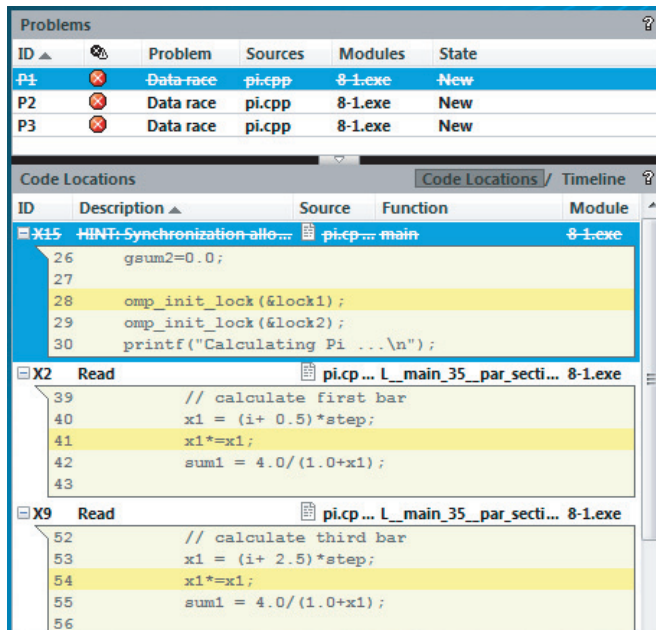 Problems ?
ID Problem Sources Modules State
P1 Data race pi.cpp 8-1.exe New
P2 Data race pi.cpp 8-1.exe New
P3 Data race pi.cpp 8-1.exe New
Code Locations Code Locations / Timeline ?
ID Description Source Function Module
X15 HINT: Synchronization allo... pi.cp ... main 8-1.exe
26 gsum2=0.0;
27
28 omp_init_lock(&lock1);
29 omp_init_lock(&lock2);
30 printf("Calculating Pi ...\n");
X2 Read pi.cp ... L__main_35__par_secti... 8-1.exe
39 // calculate first bar
40 x1 = (i+ 0.5)*step;
41 x1*=x1;
42 sum1 = 4.0/(1.0+x1);
43
X9 Read pi.cp ... L__main_35__par_secti... 8-1.exe
52 // calculate third bar
53 x1 = (i+ 2.5)*step;
54 x1*=x1;
55 sum1 = 4.0/(1.0+x1);
56